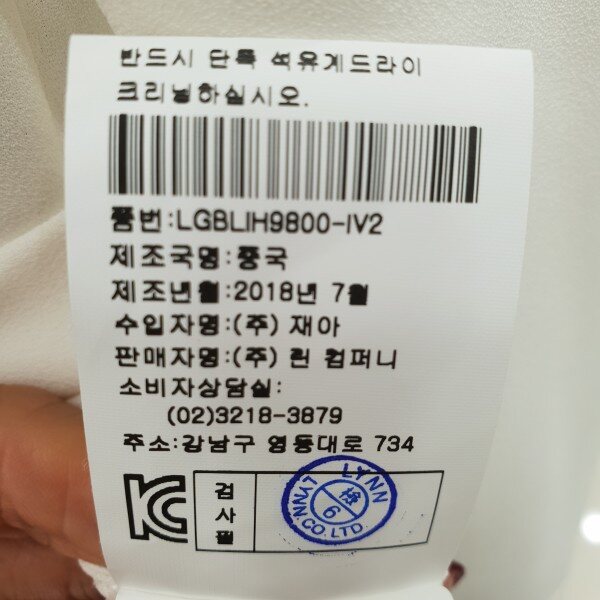 반드시 단독 석유계드라이
크리닝하십시오.
품번:LGBLIH9800-IV2
제조국명:중국
제조년월:2018년 7월
수입자명:(주) 재아
판매자명:(주) 린 컴퍼니
소비자상담실:
(02)3218-3879
주소:강남구 영동대로 734
KC
검사필
LYNN LYNN
檢
6
CO.LTD.